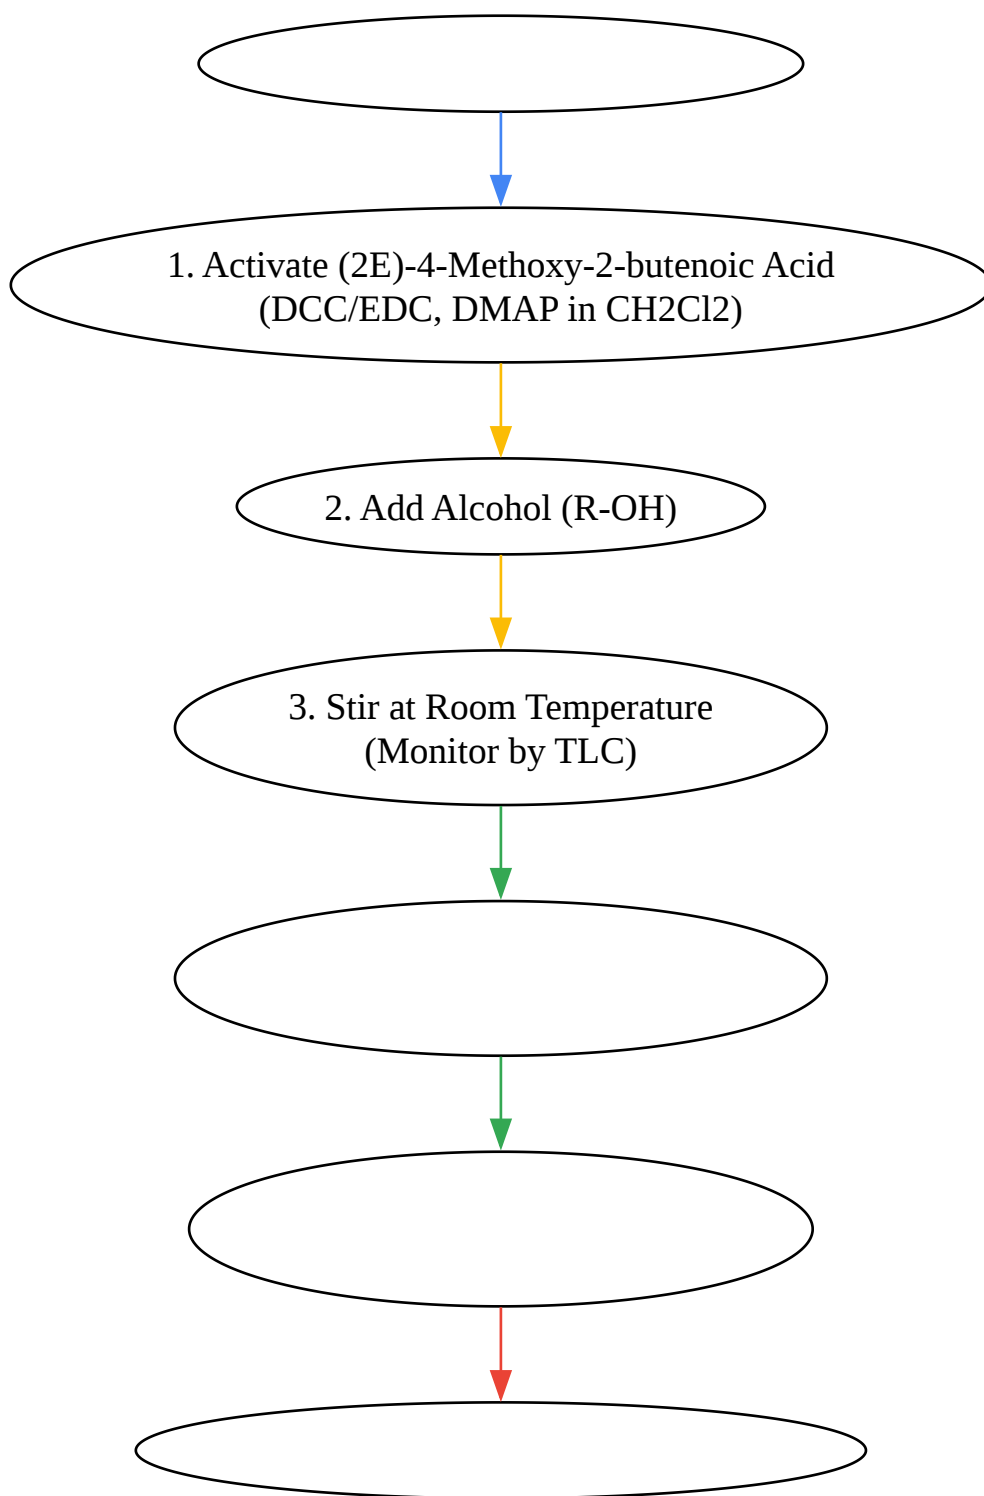 1. Activate (2E)-4-Methoxy-2-butenoic Acid
(DCC/EDC, DMAP in CH2Cl2)
2. Add Alcohol (R-OH)
3. Stir at Room Temperature
(Monitor by TLC)